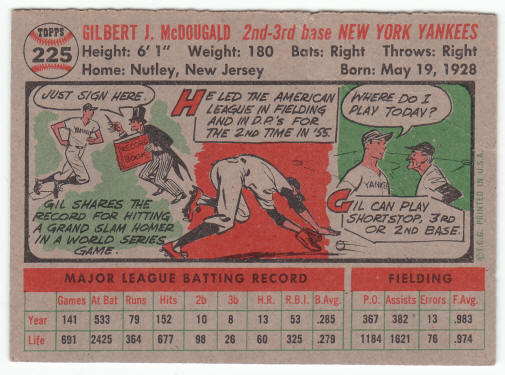 TOPPS
225
GILBERT J. McDOUGALD 2nd-3rd base NEW YORK YANKEES
Height: 6' 1" Weight: 180 Bats: Right Throws: Right
Home: Nutley, New Jersey Born: May 19, 1928
JUST SIGN HERE.
RECORD
BOOK
GIL SHARES THE
RECORD FOR HITTING
A GRAND SLAM HOMER
IN A WORLD SERIES
GAME.
HE LED THE AMERICAN
LEAGUE IN FIELDING
AND IN D.P.'S FOR THE
2ND TIME IN '55.
WHERE DO I
PLAY TODAY?
YANKE
GIL CAN PLAY
SHORTSTOP, 3RD
OR 2ND BASE.
©T.C.G. PRINTED IN U.S.A.
MAJOR LEAGUE BATTING RECORD FIELDING
Games At Bat Runs Hits 2b 3b H.R. R.B.I. B.Avg. P.O. Assists Errors F.Avg.
Year 141 533 79 152 10 8 13 53 .285 367 382 13 .983
Life 691 2425 364 677 98 26 60 325 .279 1184 1621 76 .974